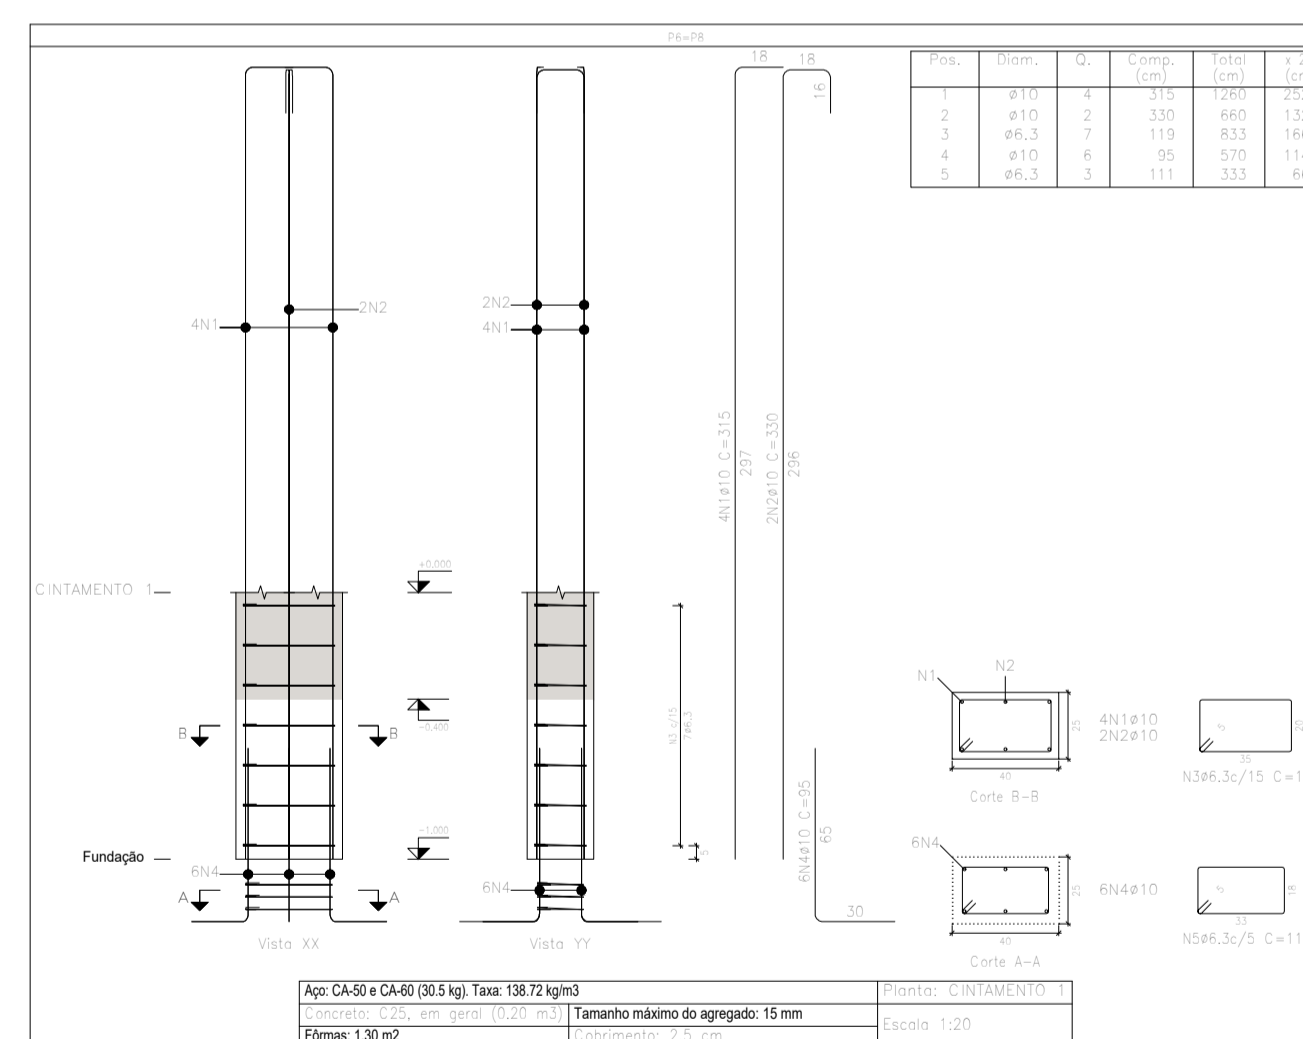 P6=P8
Pos. Diam. Q. Comp. (cm) Total (cm)
1 ø10 4 315 1260
2 ø10 2 330 660
3 ø6.3 7 119 833
4 ø10 6 95 570
5 ø6.3 3 111 333
18
18
16
2N2
4N1
2N2
4N1
4N1ø10 C=315
297
2N2ø10 C=330
296
CINTAMENTO 1
+0.000
-0.400
-1.000
B
B
N3 c/15
7ø6.3
5
Fundação
6N4
A
A
6N4
6N4ø10 C=95
65
30
Vista XX
Vista YY
N1
N2
25
40
4N1ø10
2N2ø10
Corte B-B
5
20
35
N3ø6.3c/15
6N4
25
40
6N4ø10
Corte A-A
5
18
33
N5ø6.3c/5
Aço: CA-50 e CA-60 (30.5 kg). Taxa: 138.72 kg/m3
Planta: CINTAMENTO 1
Concreto: C25, em geral (0.20 m3)
Tamanho máximo do agregado: 15 mm
Escala 1:20
Fôrmas: 1.30 m2
Cobrimento: 2.5 cm